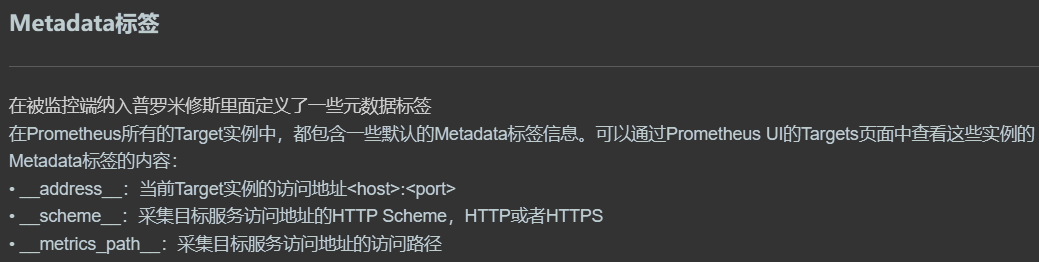 Metadata标签
在被监控端纳入普罗米修斯里面定义了一些元数据标签
在Prometheus所有的Target实例中，都包含一些默认的Metadata标签信息。可以通过Prometheus UI的Targets页面中查看这些实例的
Metadata标签的内容：
• __address__：当前Target实例的访问地址<host>:<port>
• __scheme__：采集目标服务访问地址的HTTP Scheme，HTTP或者HTTPS
• __metrics_path__：采集目标服务访问地址的访问路径